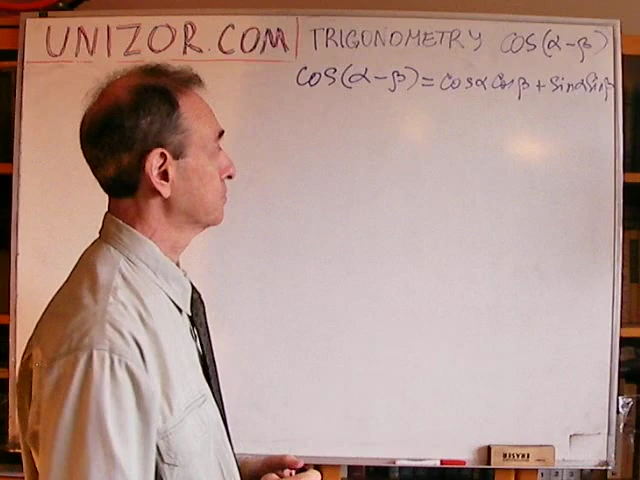 UNIZOR.COM | TRIGONOMETRY COS(α-β)
COS(α-β) = Cosα Cosβ + Sinα Sinβ